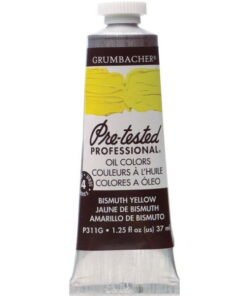 GRUMBACHER®
Pre-tested
PROFESSIONAL®
OIL COLORS
COULEURS À L'HUILE
COLORES A ÓLEO
4
BISMUTH YELLOW
JAUNE DE BISMUTH
AMARILLO DE BISMUTO
P311G • 1.25 fl oz (us) 37 ml